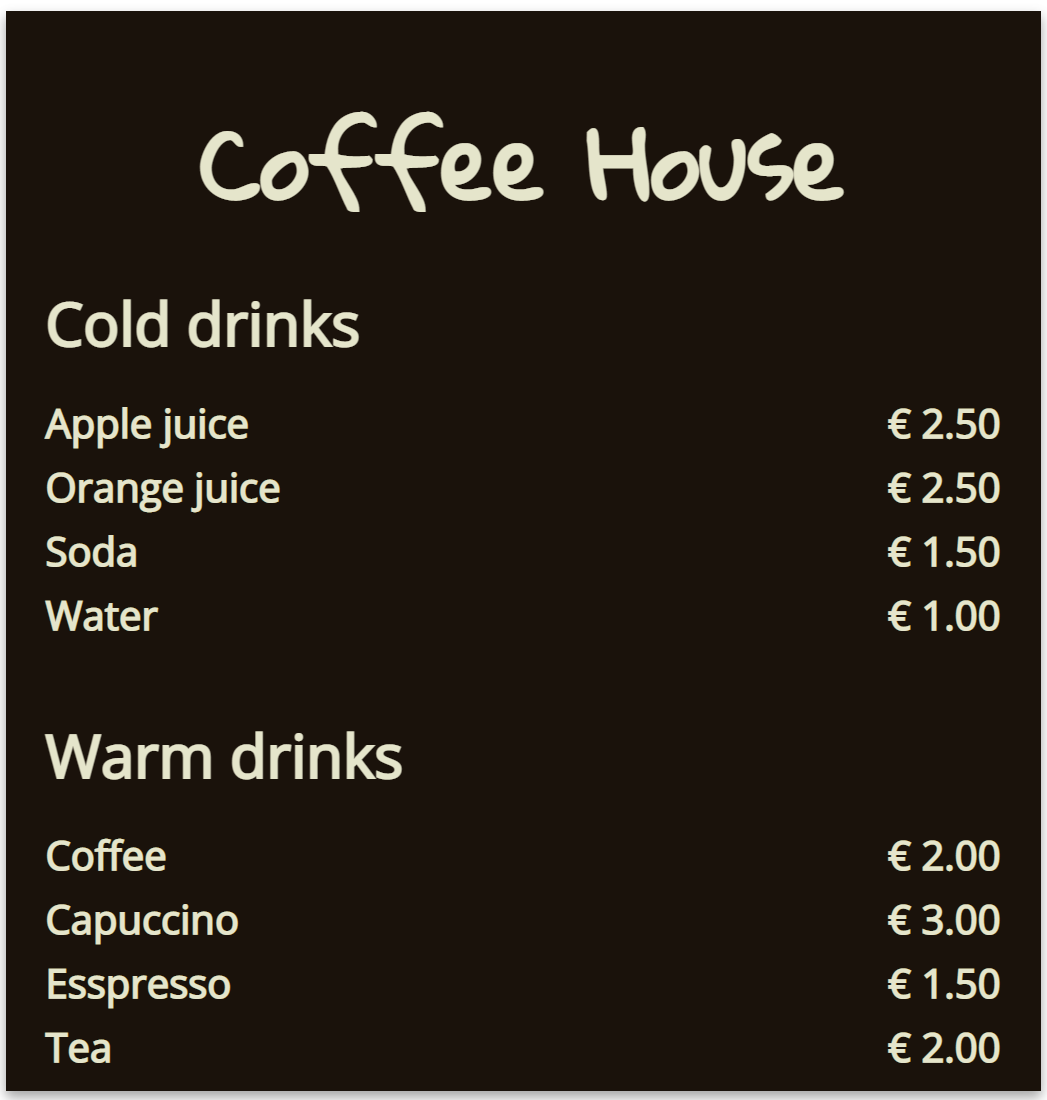 Coffee House
Cold drinks
Apple juice € 2.50
Orange juice € 2.50
Soda € 1.50
Water € 1.00
Warm drinks
Coffee € 2.00
Capuccino € 3.00
Esspresso € 1.50
Tea € 2.00